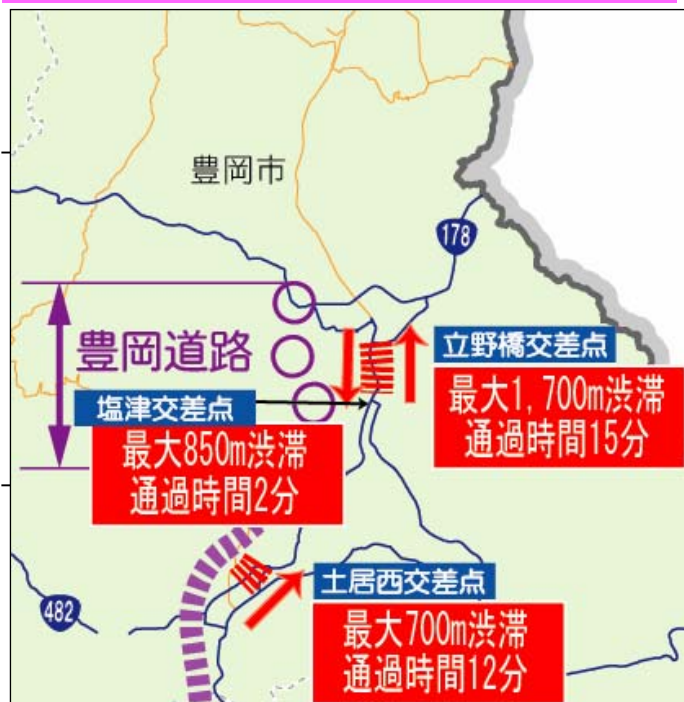 豊岡市
178
豊岡道路
立野橋交差点
最大1,700m渋滞
通過時間15分
塩津交差点
最大850m渋滞
通過時間2分
482
土居西交差点
最大700m渋滞
通過時間12分